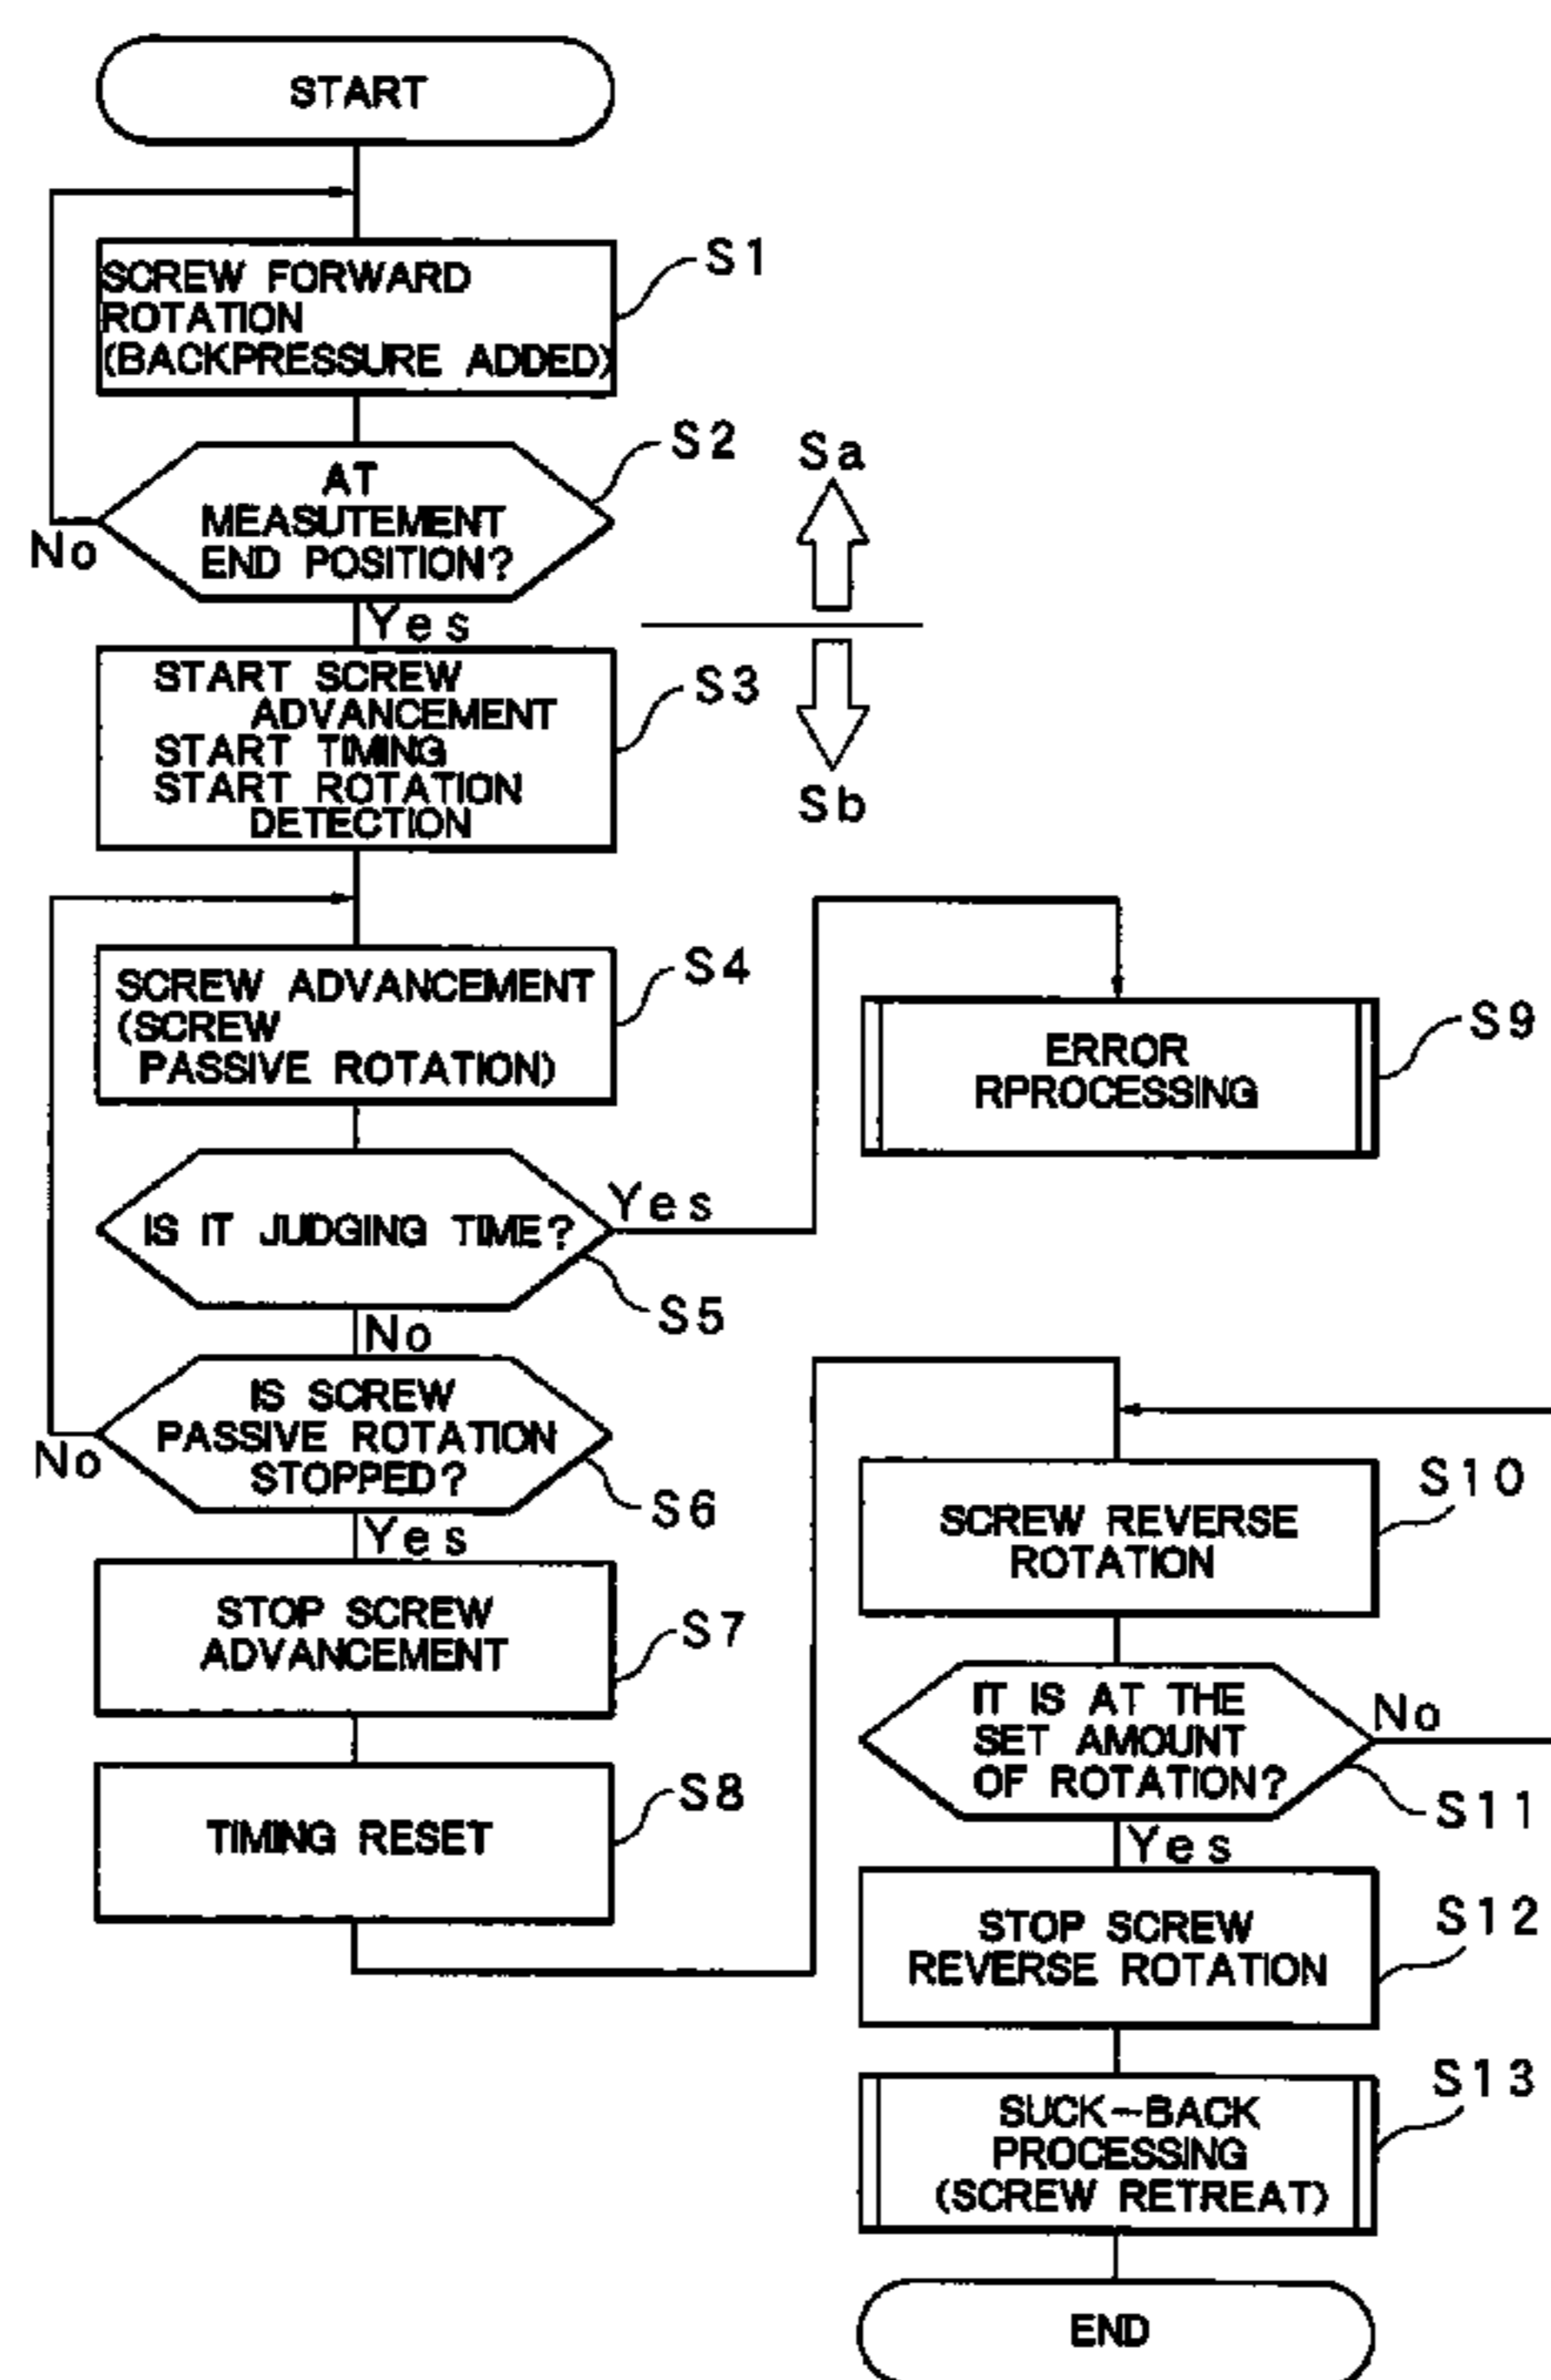 START
SCREW FORWARD
ROTATION
(BACKPRESSURE ADDED)
S1
AT
MEASUTEMENT
END POSITION?
S2
No
Yes
Sa
Sb
START SCREW
ADVANCEMENT
START TIMING
START ROTATION
DETECTION
S3
SCREW ADVANCEMENT
(SCREW
PASSIVE ROTATION)
S4
IS IT JUDGING TIME?
Yes
S5
No
IS SCREW
PASSIVE ROTATION
STOPPED?
No
S6
Yes
STOP SCREW
ADVANCEMENT
S7
TIMING RESET
S8
ERROR
RPROCESSING
S9
SCREW REVERSE
ROTATION
S10
IT IS AT THE
SET AMOUNT
OF ROTATION?
No
S11
Yes
STOP SCREW
REVERSE ROTATION
S12
SUCK-BACK
PROCESSING
(SCREW RETREAT)
S13
END